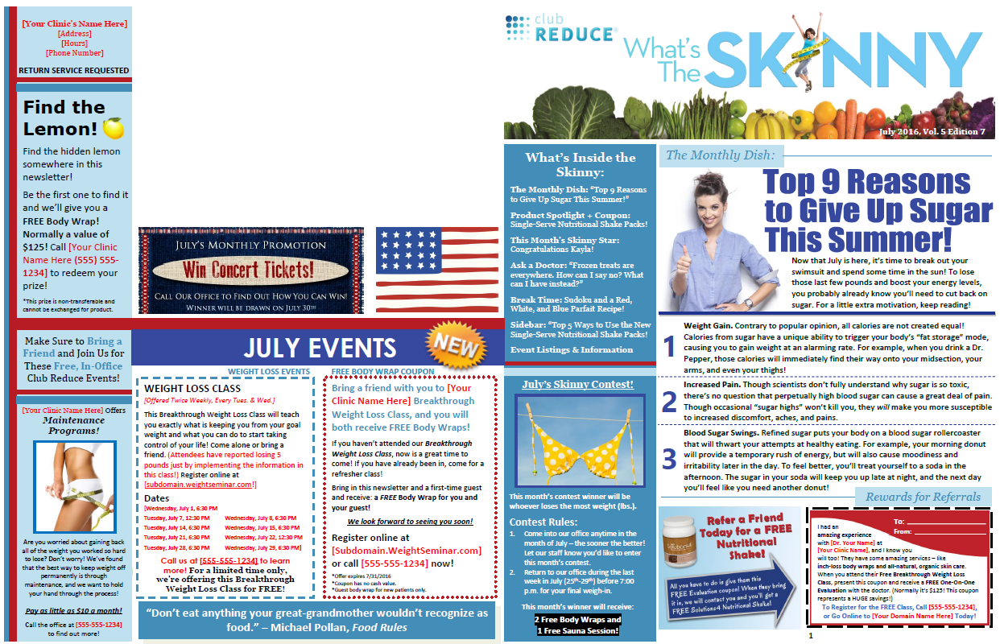 [Your Clinic's Name Here]
[Address]
[Hours]
[Phone Number]
RETURN SERVICE REQUESTED
Find the
Lemon!
Find the hidden lemon
somewhere in this
newsletter!
Be the first one to find it
and we'll give you a
FREE Body Wrap!
Normally a value of
$125! Call [Your Clinic
Name Here (555) 555-
1234] to redeem your
prize!
*This prize is non-transferable and
cannot be exchanged for product.
JULY'S MONTHLY PROMOTION
Win Concert Tickets!
CALL OUR OFFICE TO FIND OUT HOW YOU CAN WIN!
WINNER WILL BE DRAWN ON JULY 30TH
Make Sure to Bring a
Friend and Join Us for
These Free, In-Office
Club Reduce Events!
JULY EVENTS
NEW
[Your Clinic Name Here] Offers
Maintenance
Programs!
Are you worried about gaining back
all of the weight you worked so hard
to lose? Don't worry! We've found
that the best way to keep weight off
permanently is through
maintenance, and we want to hold
your hand through the process!
Pay as little as $10 a month!
Call the office at [555-555-1234]
to find out more!
WEIGHT LOSS EVENTS
WEIGHT LOSS CLASS
[Offered Twice Weekly, Every Tues. & Wed.]
This Breakthrough Weight Loss Class will teach
you exactly what is keeping you from your goal
weight and what you can do to start taking
control of your life! Come alone or bring a
friend. (Attendees have reported losing 5
pounds just by implementing the information in
this class!) Register online at
[subdomain.weightseminar.com!]
Dates
[Wednesday, July 1, 6:30 PM
Tuesday, July 7, 12:30 PM Wednesday, July 8, 6:30 PM
Tuesday, July 14, 6:30 PM Wednesday, July 15, 6:30 PM
Tuesday, July 21, 6:30 PM Wednesday, July 22, 12:30 PM
Tuesday, July 28, 6:30 PM Wednesday, July 29, 6:30 PM]
Call us at [555-555-1234] to learn
more! For a limited time only,
we're offering this Breakthrough
Weight Loss Class for FREE!
FREE BODY WRAP COUPON
Bring a friend with you to [Your
Clinic Name Here] Breakthrough
Weight Loss Class, and you will
both receive FREE Body Wraps!
If you haven't attended our Breakthrough
Weight Loss Class, now is a great time to
come! If you have already been in, come for a
refresher class!
Bring in this newsletter and a first-time guest
and receive: a FREE Body Wrap for you and
your guest!
We look forward to seeing you soon!
Register online at
[Subdomain.WeightSeminar.com]
or call [555-555-1234] now!
*Offer expires 7/31/2016
*Coupon has no cash value.
*Guest body wrap for new patients only.
“Don't eat anything your great-grandmother wouldn't recognize as
food.” – Michael Pollan, Food Rules
club
REDUCE®
What's
The
SKINNY
July 2016, Vol. 5 Edition 7
What's Inside the
Skinny:
The Monthly Dish: “Top 9 Reasons
to Give Up Sugar This Summer!”
Product Spotlight + Coupon:
Single-Serve Nutritional Shake Packs!
This Month's Skinny Star:
Congratulations Kayla!
Ask a Doctor: “Frozen treats are
everywhere. How can I say no? What
can I have instead?”
Break Time: Sudoku and a Red,
White, and Blue Parfait Recipe!
Sidebar: “Top 5 Ways to Use the New
Single-Serve Nutritional Shake Packs!
Event Listings & Information
July's Skinny Contest!
This month's contest winner will be
whoever loses the most weight (lbs.).
Contest Rules:
1. Come into our office anytime in the
month of July – the sooner the better!
Let our staff know you'd like to enter
this month's contest.
2. Return to our office during the last
week in July (25th-29th) before 7:00
p.m. for your final weigh-in.
This month's winner will receive:
2 Free Body Wraps and
1 Free Sauna Session!
The Monthly Dish:
Top 9 Reasons
to Give Up Sugar
This Summer!
Now that July is here, it's time to break out your
swimsuit and spend some time in the sun! To lose
those last few pounds and boost your energy levels,
you probably already know you'll need to cut back on
sugar. For a little extra motivation, keep reading!
1
Weight Gain. Contrary to popular opinion, all calories are not created equal!
Calories from sugar have a unique ability to trigger your body's “fat storage” mode,
causing you to gain weight at an alarming rate. For example, when you drink a Dr.
Pepper, those calories will immediately find their way onto your midsection, your
arms, and even your thighs!
2
Increased Pain. Though scientists don't fully understand why sugar is so toxic,
there's no question that perpetually high blood sugar can cause a great deal of pain.
Though occasional “sugar highs” won't kill you, they will make you more susceptible
to increased discomfort, aches, and pains.
3
Blood Sugar Swings. Refined sugar puts your body on a blood sugar rollercoaster
that will thwart your attempts at healthy eating. For example, your morning donut
will provide a temporary rush of energy, but will also cause moodiness and
irritability later in the day. To feel better, you'll treat yourself to a soda in the
afternoon. The sugar in your soda will keep you up late at night, and the next day
you'll feel like you need another donut!
Rewards for Referrals
Refer a Friend
Today for a FREE
Nutritional
Shake!
All you have to do is give them this
FREE Evaluation coupon! When they bring
it in, we will contact you and you'll get a
FREE Solutions4 Nutritional Shake!
To:
From:
I had an
amazing experience
with [Dr. Your Name] at
[Your Clinic Name], and I know you
will too! They have some amazing services – like
inch-loss body wraps and all-natural, organic skin care.
When you attend their Free Breakthrough Weight Loss
Class, present this coupon and receive a FREE One-On-One
Evaluation with the doctor. (Normally it's $125! This coupon
represents a HUGE savings!)
To Register for the FREE Class, Call [555-555-1234],
or Go Online to [Your Domain Name Here] Today!
1